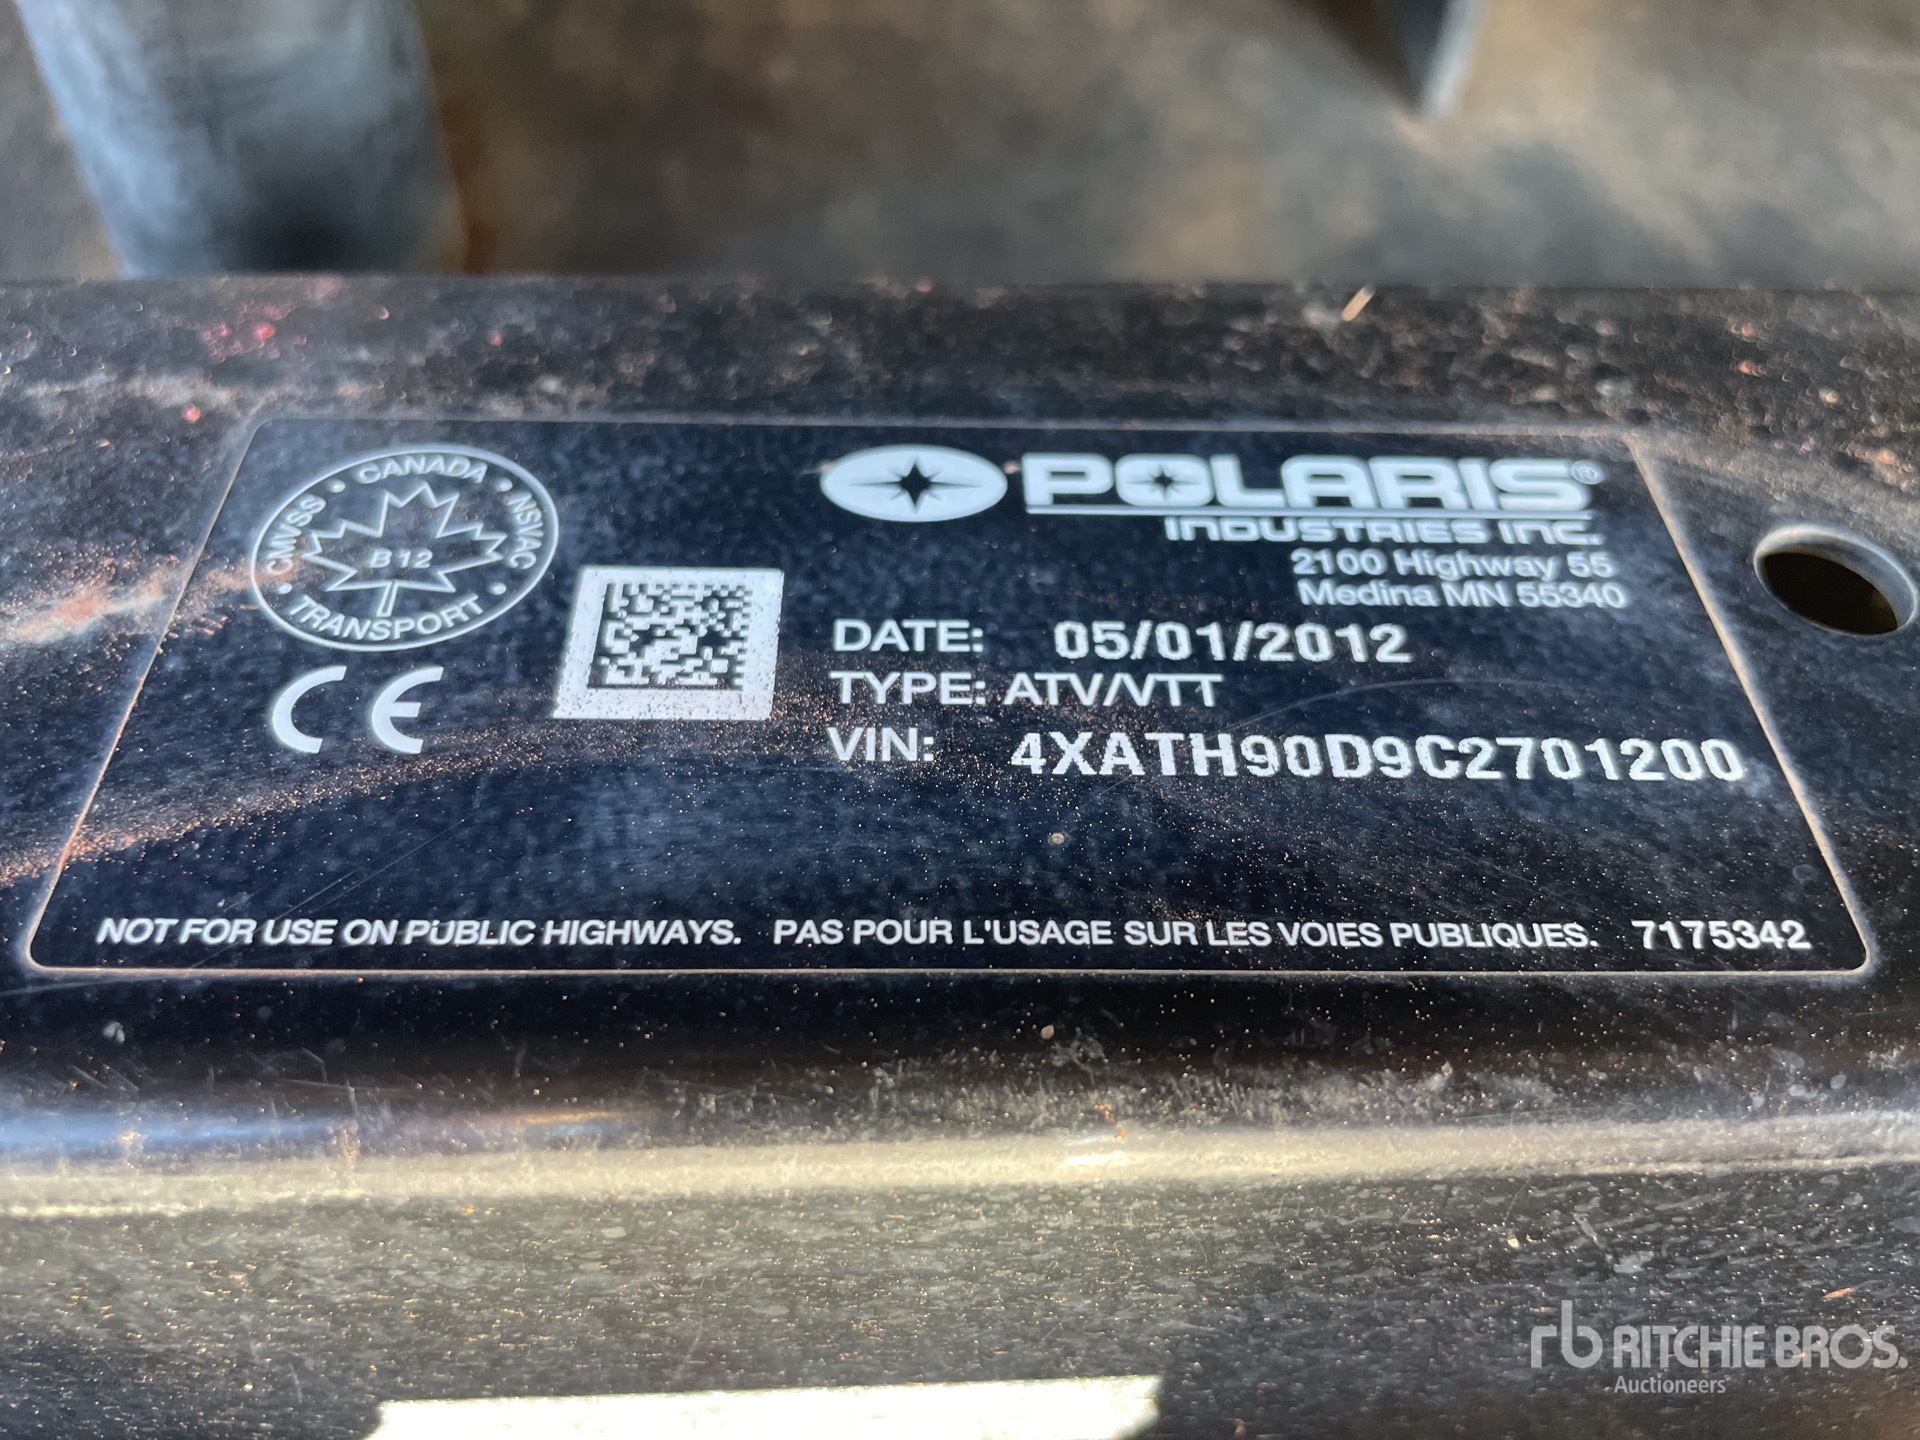 CMVSS • CANADA • NSVAC • TRANSPORT •
B 12
CE
POLARIS®
INDUSTRIES INC.
2100 Highway 55
Medina MN 55340
DATE: 05/01/2012
TYPE: ATV/VTT
VIN: 4XATH90D9C2701200
NOT FOR USE ON PUBLIC HIGHWAYS. PAS POUR L'USAGE SUR LES VOIES PUBLIQUES. 7175342
rb RITCHIE BROS.
Auctioneers